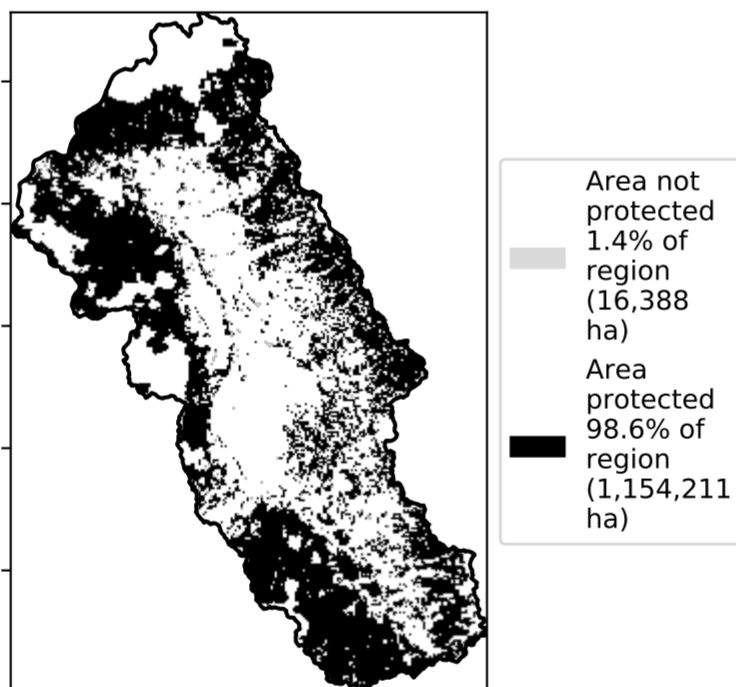 Area not
protected
1.4% of
region
(16,388
ha)
Area
protected
98.6% of
region
(1,154,211
ha)